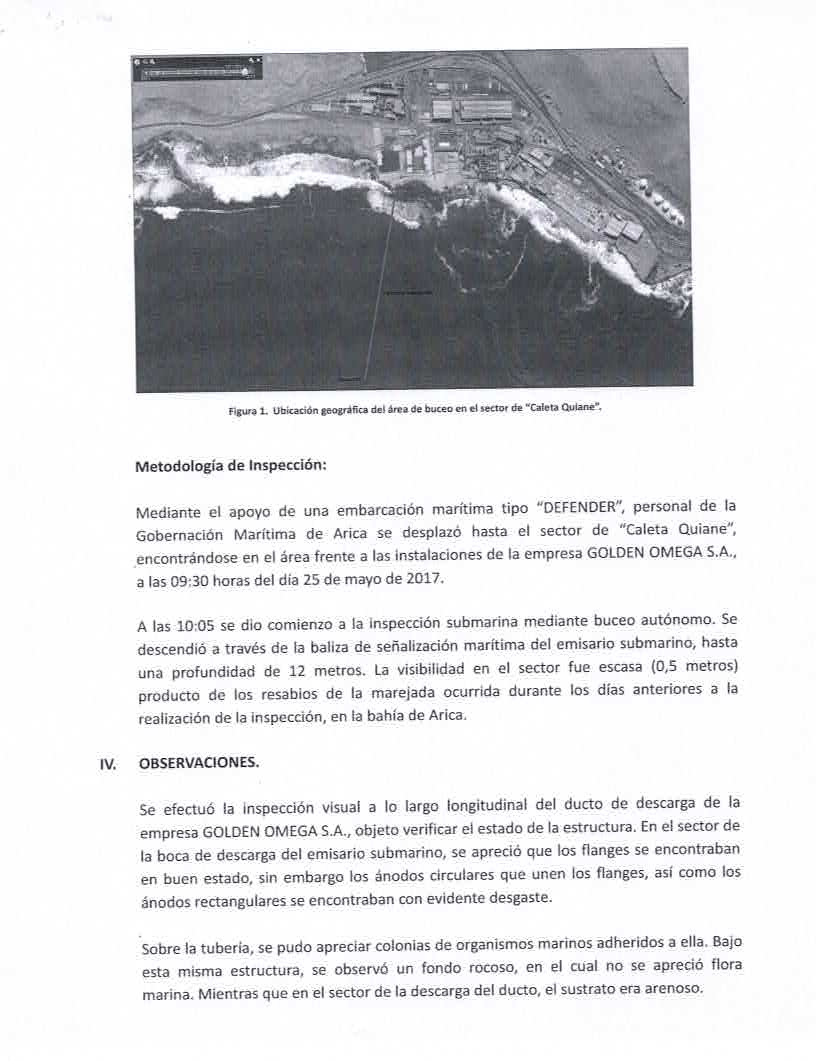 Figura 1. Ubicación geográfica del área de buceo en el sector de "Caleta Quiane".
Metodología de Inspección:
Mediante el apoyo de una embarcación marítima tipo "DEFENDER", personal de la
Gobernación Marítima de Arica se desplazó hasta el sector de "Caleta Quiane",
encontrándose en el área frente a las instalaciones de la empresa GOLDEN OMEGA S.A.,
a las 09:30 horas del día 25 de mayo de 2017.
A las 10:05 se dio comienzo a la inspección submarina mediante buceo autónomo. Se
descendió a través de la baliza de señalización marítima del emisario submarino, hasta
una profundidad de 12 metros. La visibilidad en el sector fue escasa (0,5 metros)
producto de los resabios de la marejada ocurrida durante los días anteriores a la
realización de la inspección, en la bahía de Arica.
IV. OBSERVACIONES.
Se efectuó la inspección visual a lo largo longitudinal del ducto de descarga de la
empresa GOLDEN OMEGA S.A., objeto verificar el estado de la estructura. En el sector de
la boca de descarga del emisario submarino, se apreció que los flanges se encontraban
en buen estado, sin embargo los ánodos circulares que unen los flanges, así como los
ánodos rectangulares se encontraban con evidente desgaste.
Sobre la tubería, se pudo apreciar colonias de organismos marinos adheridos a ella. Bajo
esta misma estructura, se observó un fondo rocoso, en el cual no se apreció flora
marina. Mientras que en el sector de la descarga del ducto, el sustrato era arenoso.